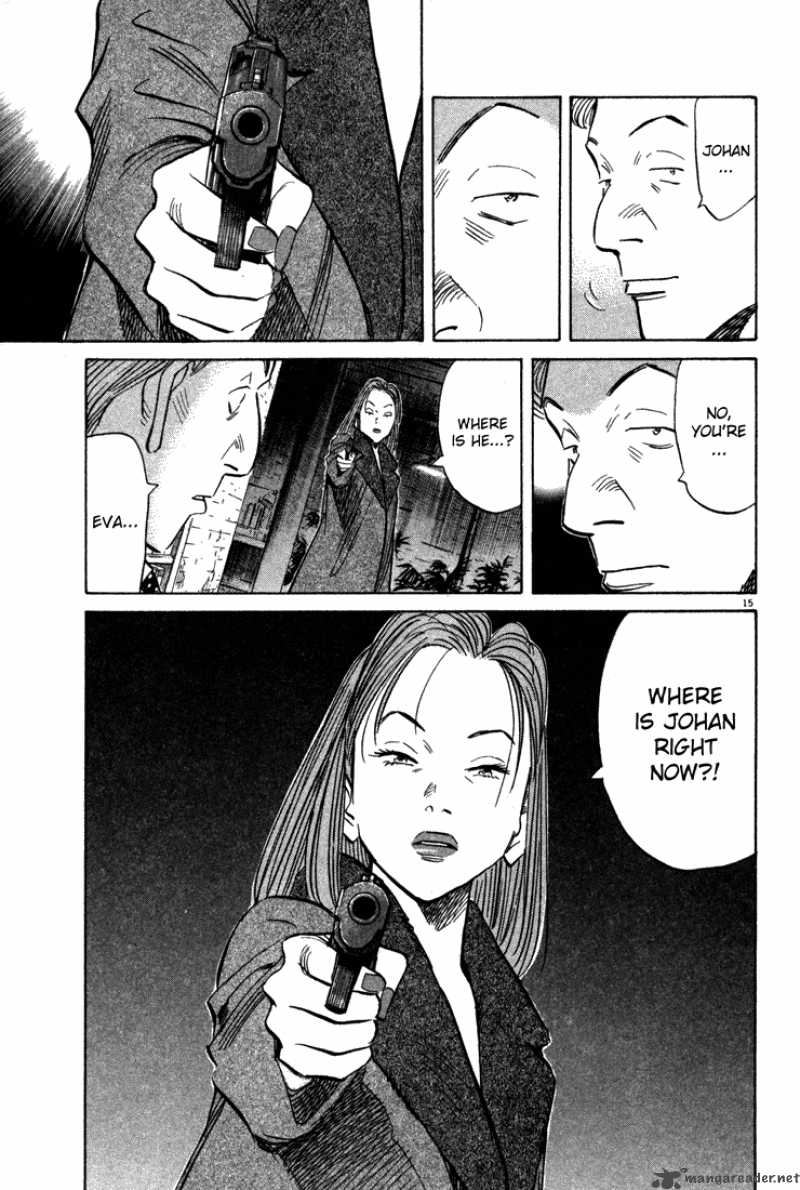 JOHAN
...
NO,
YOU'RE
...
WHERE
IS HE...?
EVA...
15
WHERE
IS JOHAN
RIGHT
NOW?!
mangareader.net